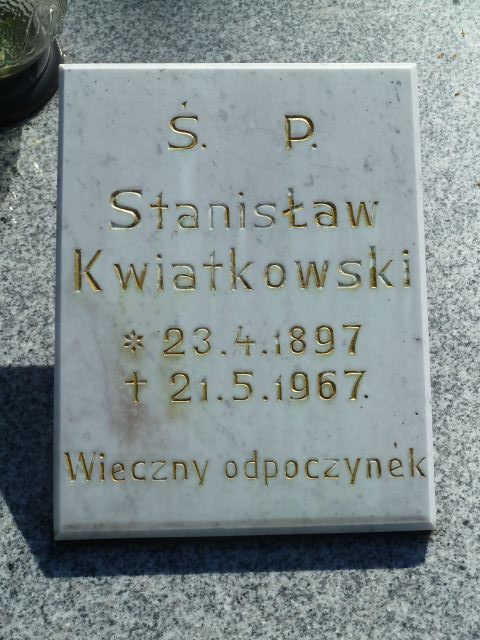 Ś. P.
Stanisław
Kwiatkowski
* 23.4.1897
† 21.5.1967.
Wieczny odpoczynek